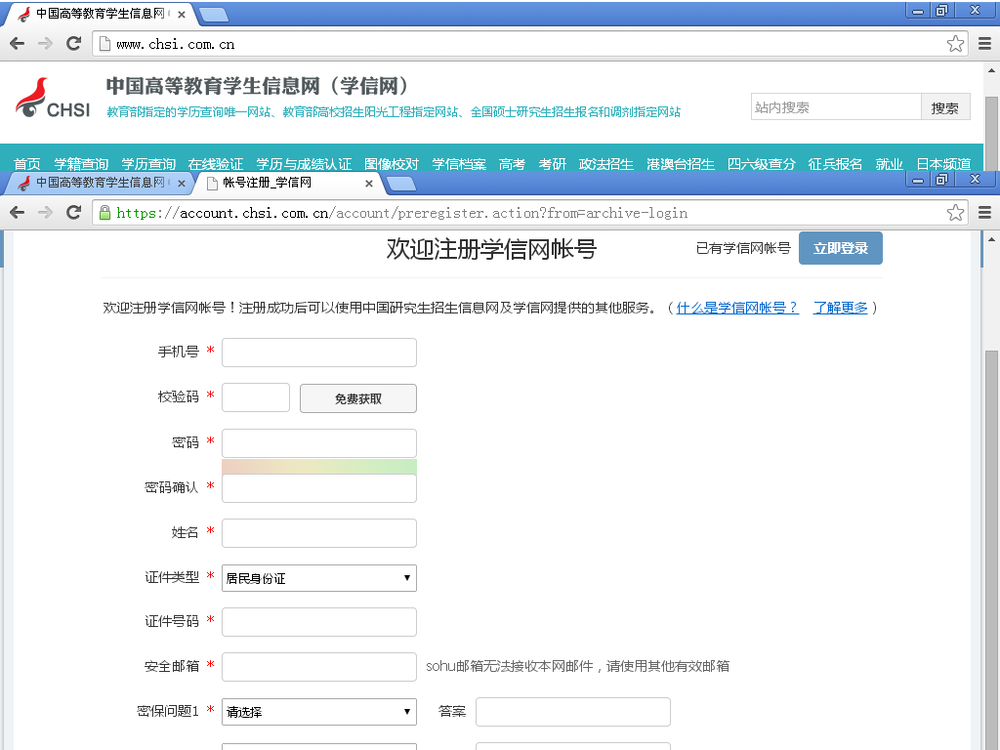 中国高等教育学生信息网
www.chsi.com.cn
CHSI
中国高等教育学生信息网（学信网）
教育部指定的学历查询唯一网站、教育部高校招生阳光工程指定网站、全国硕士研究生招生报名和调剂指定网站
站内搜索 搜索
首页 学籍查询 学历查询 在线验证 学历与成绩认证 图像校对 学信档案 高考 考研 政法招生 港澳台招生 四六级查分 征兵报名 就业 日本频道
中国高等教育学生信息网 帐号注册_学信网
https://account.chsi.com.cn/account/preregister.action?from=archive-login
欢迎注册学信网帐号 已有学信网帐号 立即登录
欢迎注册学信网帐号！注册成功后可以使用中国研究生招生信息网及学信网提供的其他服务。（什么是学信网帐号？ 了解更多）
手机号 *
校验码 * 免费获取
密码 *
密码确认 *
姓名 *
证件类型 * 居民身份证
证件号码 *
安全邮箱 * sohu邮箱无法接收本网邮件，请使用其他有效邮箱
密保问题1 * 请选择 答案